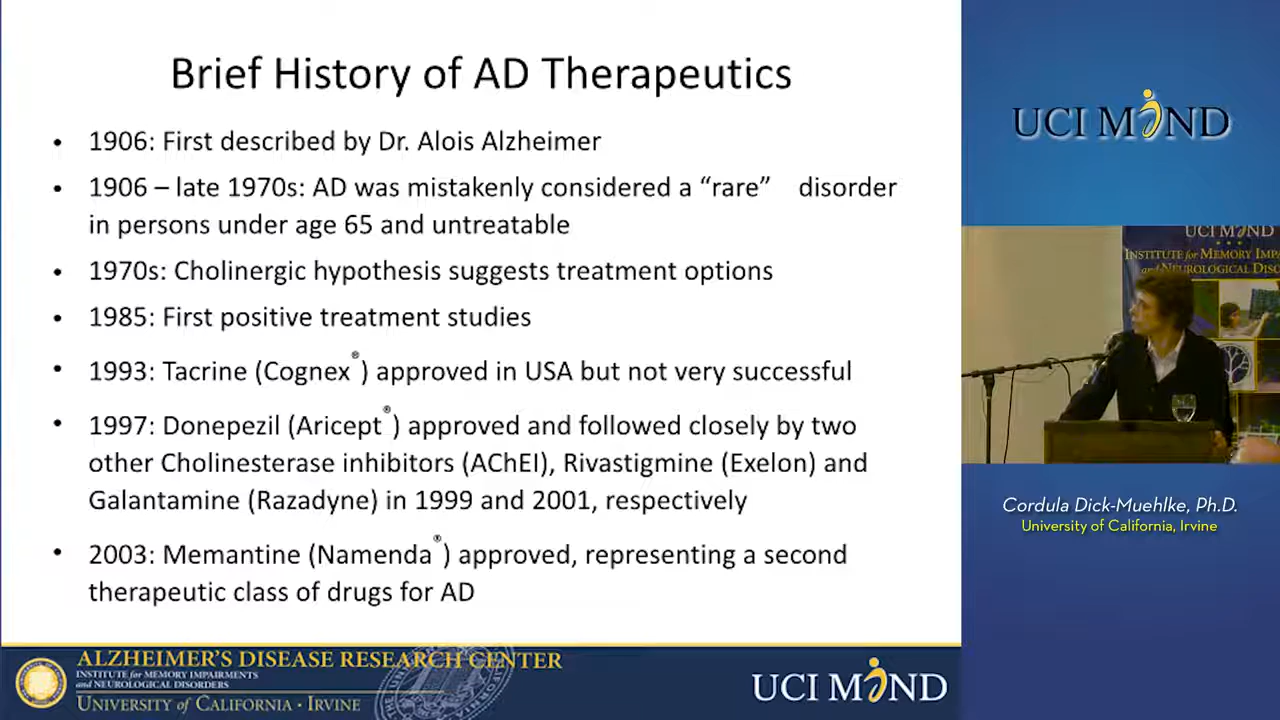 Brief History of AD Therapeutics
• 1906: First described by Dr. Alois Alzheimer
• 1906 – late 1970s: AD was mistakenly considered a “rare” disorder
in persons under age 65 and untreatable
• 1970s: Cholinergic hypothesis suggests treatment options
• 1985: First positive treatment studies
• 1993: Tacrine (Cognex®) approved in USA but not very successful
• 1997: Donepezil (Aricept®) approved and followed closely by two
other Cholinesterase inhibitors (AChEI), Rivastigmine (Exelon) and
Galantamine (Razadyne) in 1999 and 2001, respectively
• 2003: Memantine (Namenda®) approved, representing a second
therapeutic class of drugs for AD
ALZHEIMER'S DISEASE RESEARCH CENTER
INSTITUTE for MEMORY IMPAIRMENTS
and NEUROLOGICAL DISORDERS
UNIVERSITY of CALIFORNIA • IRVINE
UCI MIND
UCI MIND
UCI MIND
INSTITUTE for MEMORY IMPA
and NEUROLOGICAL DISO
Cordula Dick-Muehlke, Ph.D.
University of California, Irvine